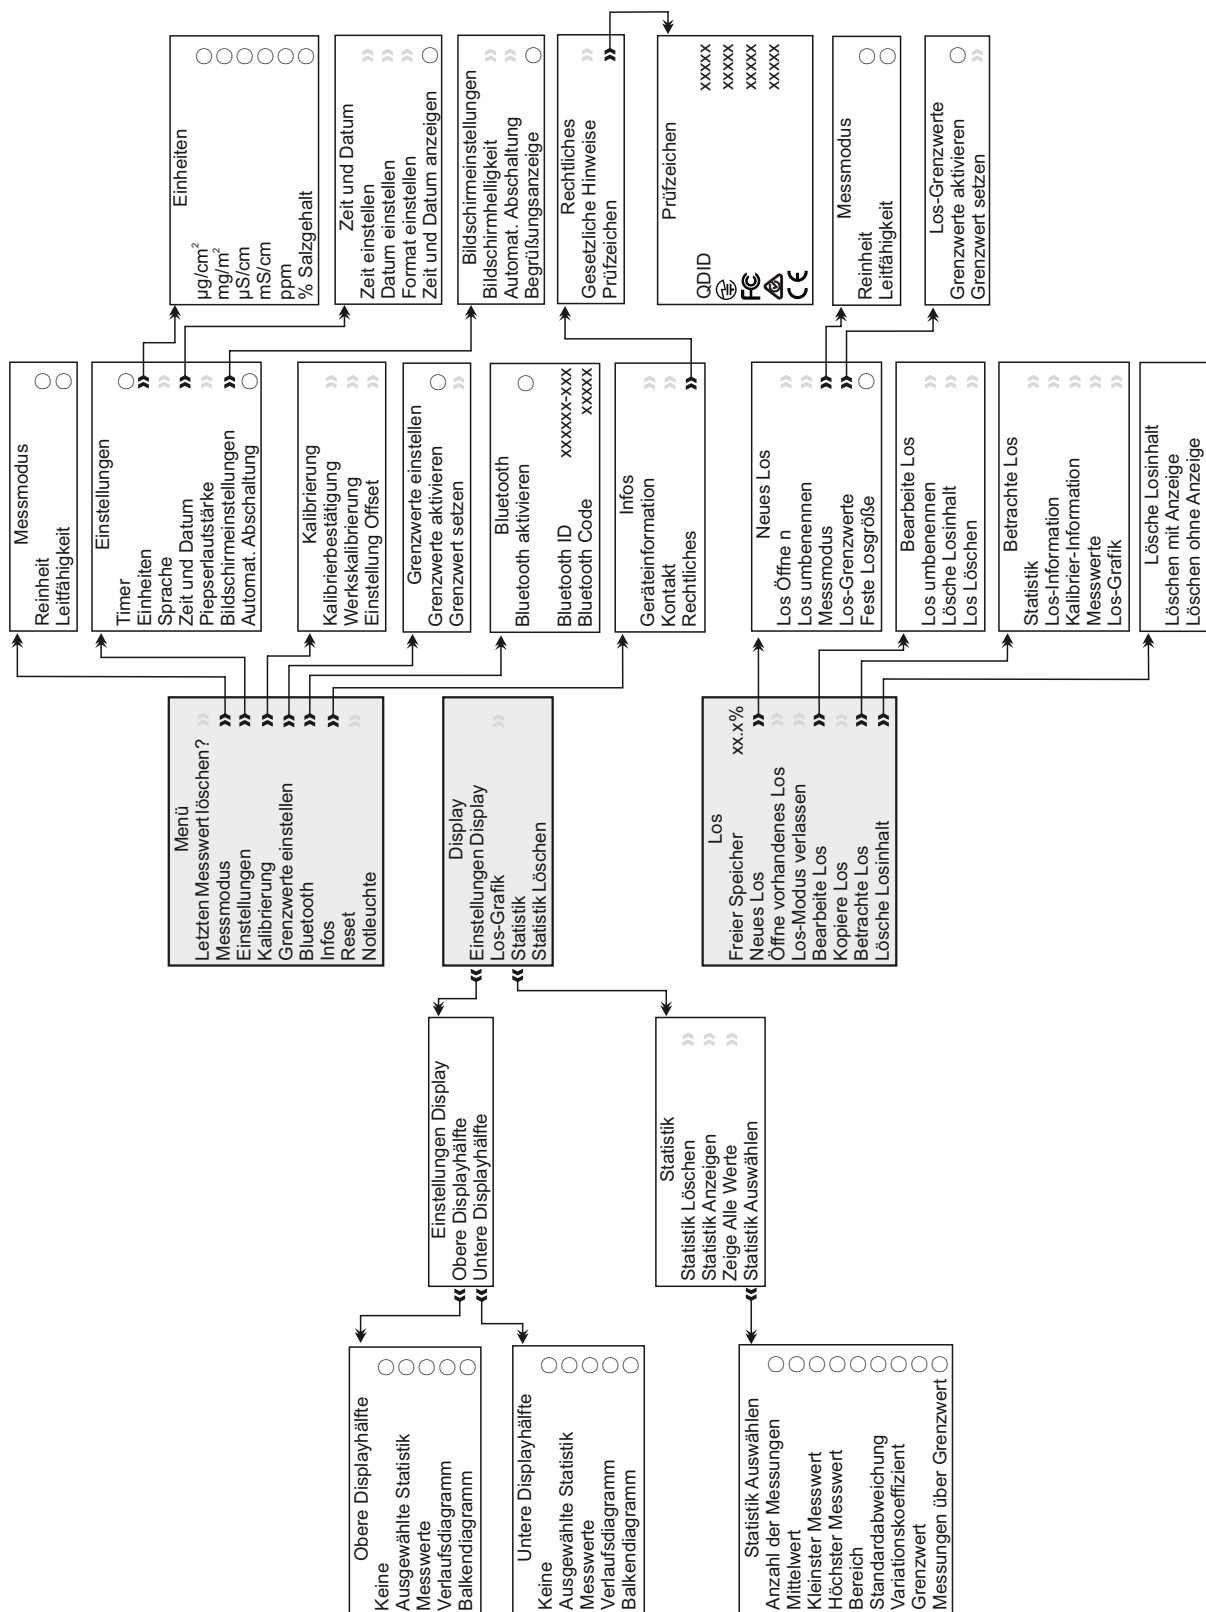 Obere Displayhälfte
Keine
Ausgewählte Statistik
Messwerte
Verlaufsdiagramm
Balkendiagramm
Untere Displayhälfte
Keine
Ausgewählte Statistik
Messwerte
Verlaufsdiagramm
Balkendiagramm
Statistik Auswählen
Anzahl der Messungen
Mittelwert
Kleinster Messwert
Höchster Messwert
Bereich
Standardabweichung
Variationskoeffizient
Grenzwert
Messungen über Grenzwert
Einstellungen Display
Obere Displayhälfte
Untere Displayhälfte
Statistik
Statistik Löschen
Statistik Anzeigen
Zeige Alle Werte
Statistik Auswählen
Menü
Letzten Messwert löschen?
Messmodus
Einstellungen
Kalibrierung
Grenzwerte einstellen
Bluetooth
Infos
Reset
Notleuchte
Display
Einstellungen Display
Los-Grafik
Statistik
Statistik Löschen
Los
Freier Speicher xx.x%
Neues Los
Öffne vorhandenes Los
Los-Modus verlassen
Bearbeite Los
Kopiere Los
Betrachte Los
Lösche Losinhalt
Messmodus
Reinheit
Leitfähigkeit
Einstellungen
Timer
Einheiten
Sprache
Zeit und Datum
Piepserlautstärke
Bildschirmeinstellungen
Automat. Abschaltung
Kalibrierung
Kalibrierbestätigung
Werkskalibrierung
Einstellung Offset
Grenzwerte einstellen
Grenzwerte aktivieren
Grenzwert setzen
Bluetooth
Bluetooth aktivieren
Bluetooth ID xxxxxx-xxx
Bluetooth Code xxxxx
Infos
Geräteinformation
Kontakt
Rechtliches
Neues Los
Los Öffne n
Los umbenennen
Messmodus
Los-Grenzwerte
Feste Losgröße
Bearbeite Los
Los umbenennen
Lösche Losinhalt
Los Löschen
Betrachte Los
Statistik
Los-Information
Kalibrier-Information
Messwerte
Los-Grafik
Lösche Losinhalt
Löschen mit Anzeige
Löschen ohne Anzeige
Einheiten
µg/cm²
mg/m²
µS/cm
mS/cm
ppm
% Salzgehalt
Zeit und Datum
Zeit einstellen
Datum einstellen
Format einstellen
Zeit und Datum anzeigen
Bildschirmeinstellungen
Bildschirmhelligkeit
Automat. Abschaltung
Begrüßungsanzeige
Rechtliches
Gesetzliche Hinweise
Prüfzeichen
Prüfzeichen
QDID xxxxx
xxxxx
FC xxxxx
xxxxx
CE
Messmodus
Reinheit
Leitfähigkeit
Los-Grenzwerte
Grenzwerte aktivieren
Grenzwert setzen